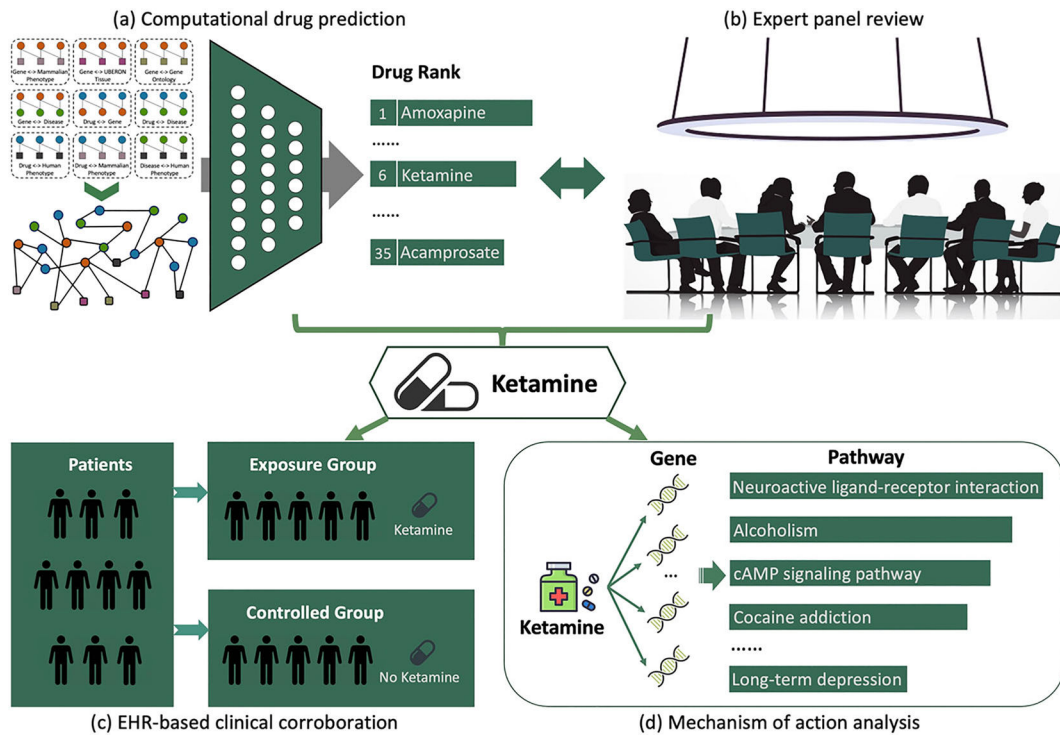 (a) Computational drug prediction
Gene <-> Mammalian
Phenotype
Gene <-> UBERON
Tissue
Gene <-> Gene
Ontology
Gene <-> Disease
Drug <-> Gene
Drug <-> Disease
Drug <-> Human
Phenotype
Drug <-> Mammalian
Phenotype
Disease <-> Human
Phenotype
Drug Rank
1 Amoxapine
......
6 Ketamine
......
35 Acamprosate
(b) Expert panel review
Ketamine
Patients
Exposure Group
Ketamine
Controlled Group
No Ketamine
(c) EHR-based clinical corroboration
Gene
Pathway
Neuroactive ligand-receptor interaction
Alcoholism
...
cAMP signaling pathway
Ketamine
Cocaine addiction
......
Long-term depression
(d) Mechanism of action analysis